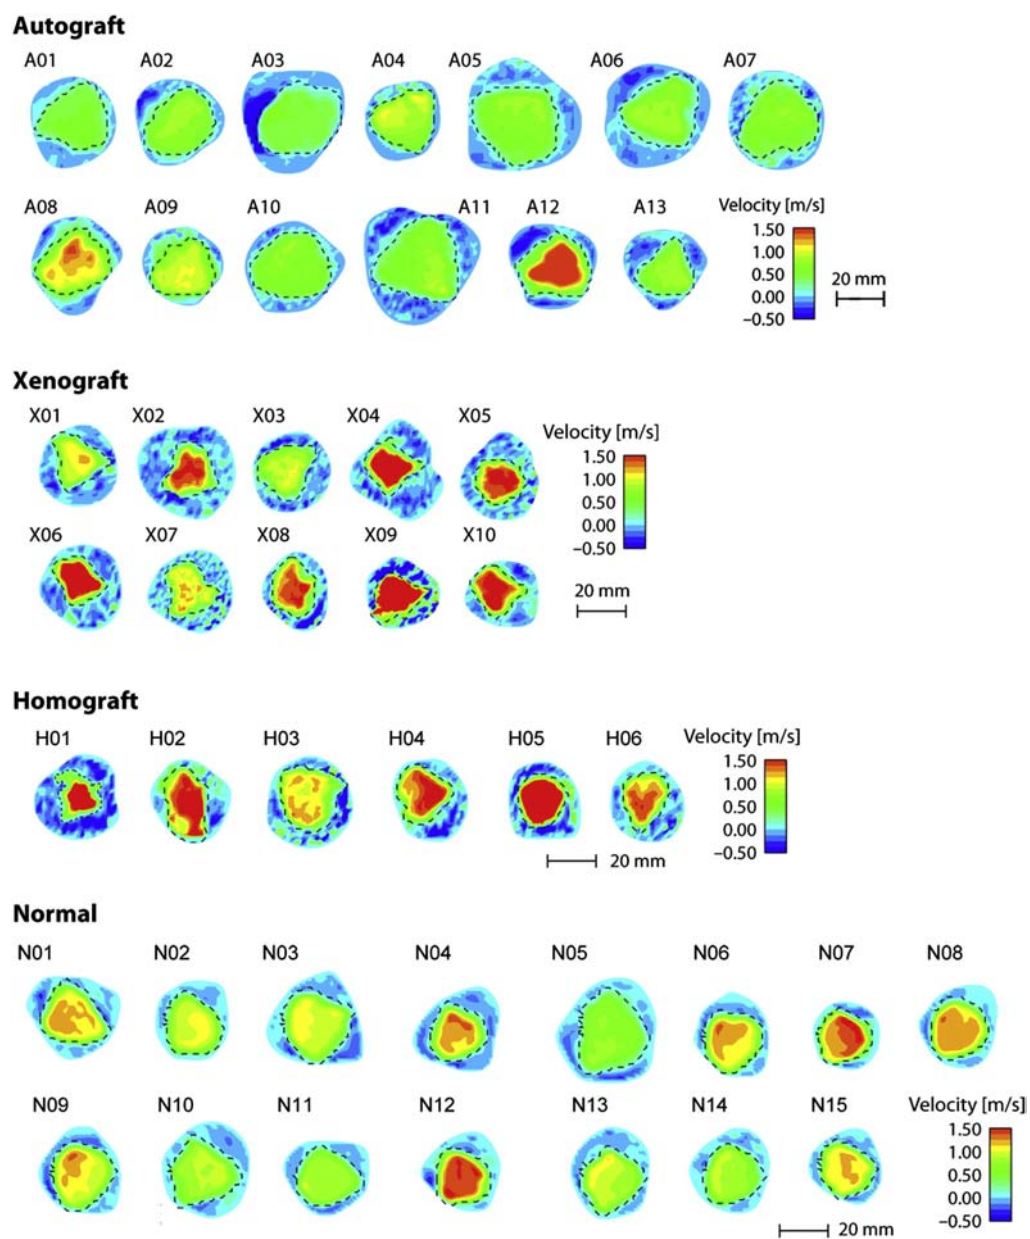 Autograft
A01 A02 A03 A04 A05 A06 A07
A08 A09 A10 A11 A12 A13 Velocity [m/s]
1.50
1.00
0.50
0.00
–0.50
20 mm
Xenograft
X01 X02 X03 X04 X05
Velocity [m/s]
1.50
1.00
0.50
0.00
–0.50
X06 X07 X08 X09 X10
20 mm
Homograft
H01 H02 H03 H04 H05 H06 Velocity [m/s]
1.50
1.00
0.50
0.00
–0.50
20 mm
Normal
N01 N02 N03 N04 N05 N06 N07 N08
N09 N10 N11 N12 N13 N14 N15 Velocity [m/s]
1.50
1.00
0.50
0.00
–0.50
20 mm